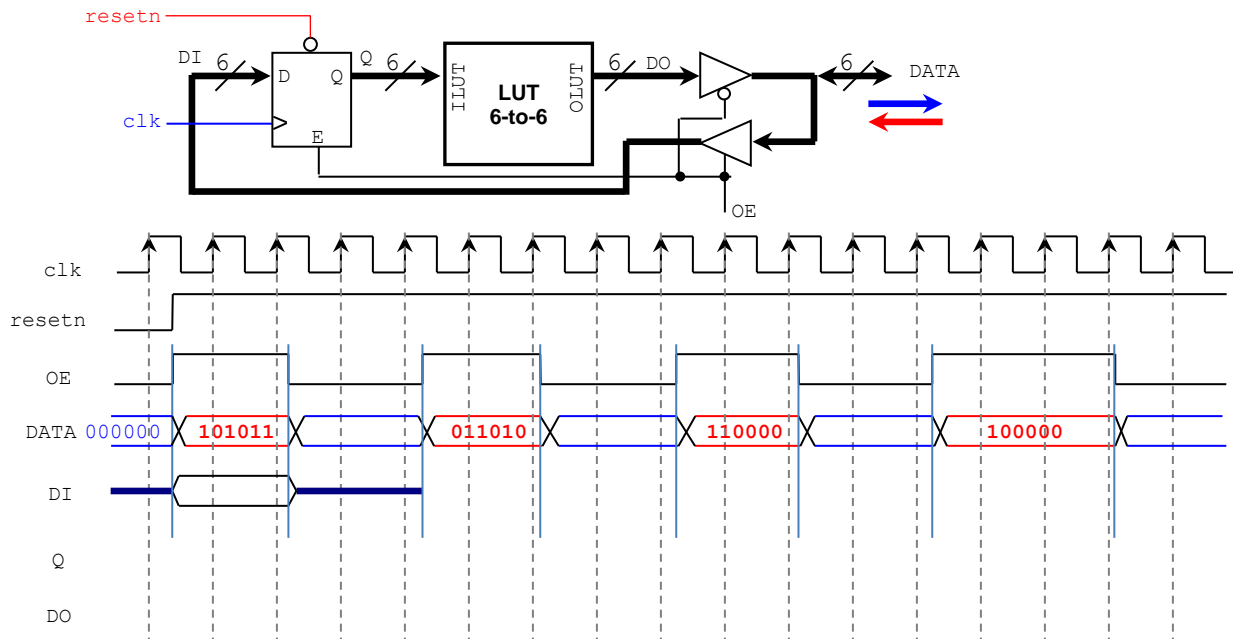 resetn
DI 6 Q 6 6 DO 6 DATA
D Q
ILUT LUT 6-to-6 OLUT
clk
E
OE
clk
resetn
OE
DATA 000000 101011 011010 110000 100000
DI
Q
DO